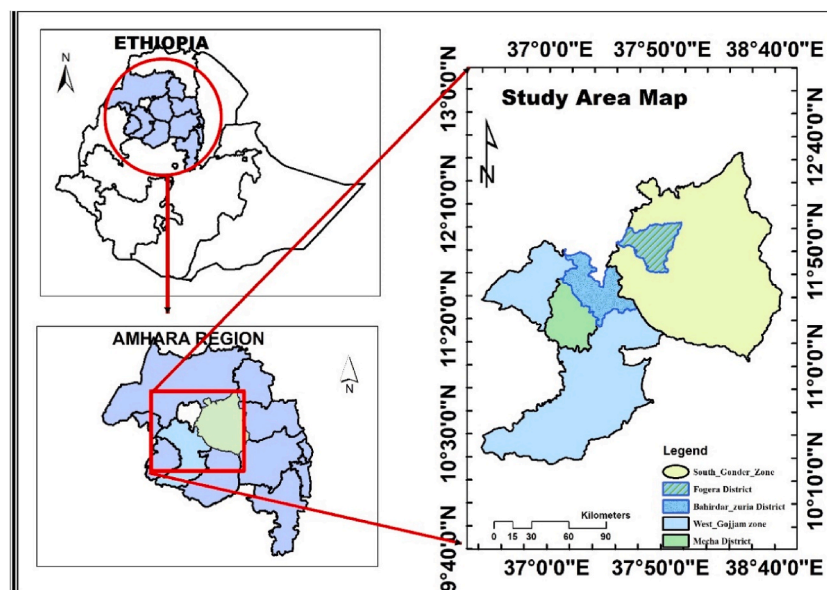 ETHIOPIA
N
AMHARA REGION
N
37°0'0"E 37°50'0"E 38°40'0"E
Study Area Map
N
13°0'0"N
12°10'0"N
11°20'0"N
10°30'0"N
9°40'0"N
12°40'0"N
11°50'0"N
11°0'0"N
10°10'0"N
Legend
South_Gonder_Zone
Fogera District
Bahirdar_zuria District
West_Gojjam zone
Mecha District
Kilometers
0 15 30 60 90
37°0'0"E 37°50'0"E 38°40'0"E